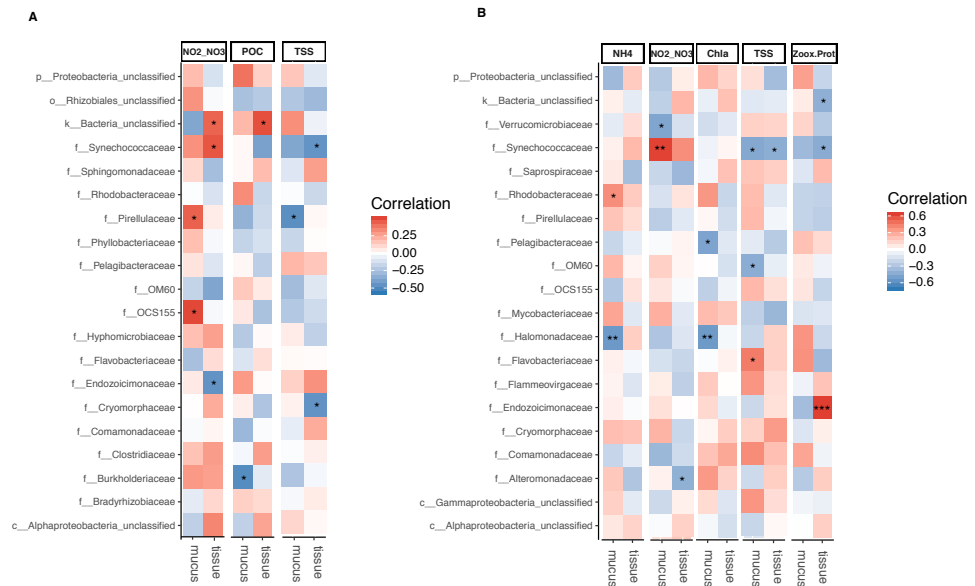 A
NO2_NO3 POC TSS
p__Proteobacteria_unclassified
o__Rhizobiales_unclassified
k__Bacteria_unclassified * *
f__Synechococcaceae * *
f__Sphingomonadaceae
f__Rhodobacteraceae
f__Pirellulaceae * *
f__Phyllobacteriaceae
f__Pelagibacteraceae
f__OM60
f__OCS155 *
f__Hyphomicrobiaceae
f__Flavobacteriaceae
f__Endozoicimonaceae *
f__Cryomorphaceae *
f__Comamonadaceae
f__Clostridiaceae
f__Burkholderiaceae *
f__Bradyrhizobiaceae
c__Alphaproteobacteria_unclassified
mucus tissue mucus tissue mucus tissue
Correlation
0.25
0.00
−0.25
−0.50
B
NH4 NO2_NO3 Chla TSS Zoox.Prot
p__Proteobacteria_unclassified
k__Bacteria_unclassified *
f__Verrucomicrobiaceae *
f__Synechococcaceae ** * * *
f__Saprospiraceae
f__Rhodobacteraceae *
f__Pirellulaceae
f__Pelagibacteraceae *
f__OM60 *
f__OCS155
f__Mycobacteriaceae
f__Halomonadaceae ** **
f__Flavobacteriaceae *
f__Flammeovirgaceae
f__Endozoicimonaceae ***
f__Cryomorphaceae
f__Comamonadaceae
f__Alteromonadaceae *
c__Gammaproteobacteria_unclassified
c__Alphaproteobacteria_unclassified
mucus tissue mucus tissue mucus tissue mucus tissue mucus tissue
Correlation
0.6
0.3
0.0
−0.3
−0.6